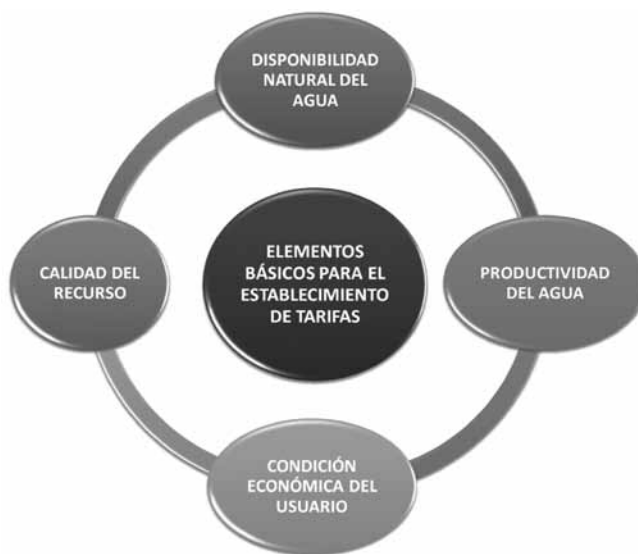 DISPONIBILIDAD
NATURAL DEL
AGUA
ELEMENTOS
BÁSICOS PARA EL
ESTABLECIMIENTO
DE TARIFAS
CALIDAD DEL
RECURSO
PRODUCTIVIDAD
DEL AGUA
CONDICIÓN
ECONÓMICA DEL
USUARIO